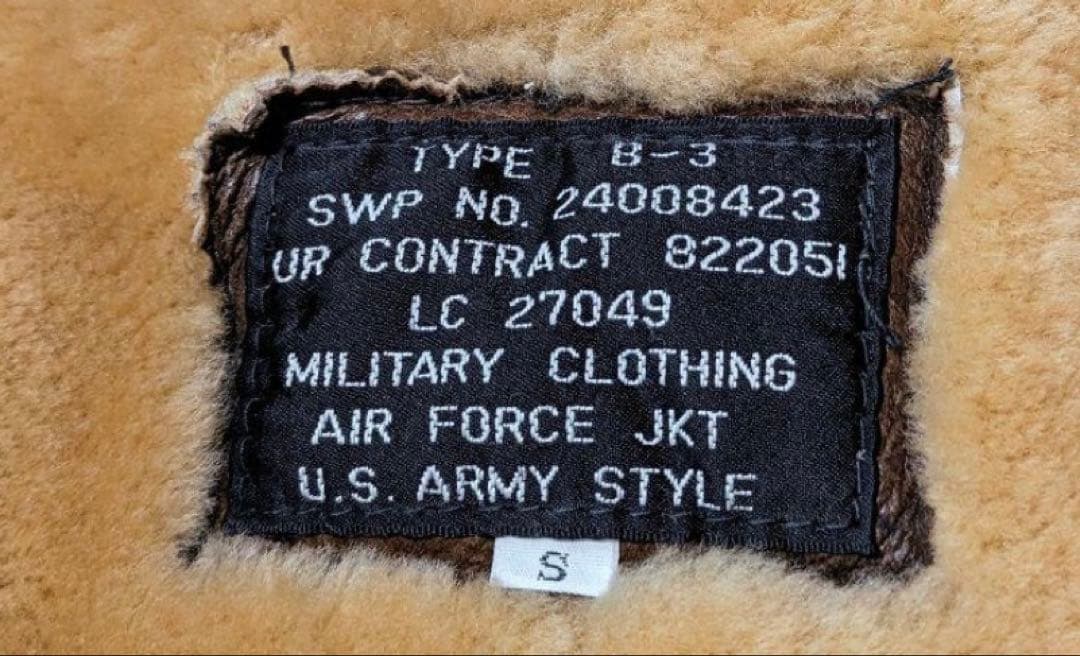 TYPE B-3
SWP NO. 24008423
UR CONTRACT 822051
LC 27049
MILITARY CLOTHING
AIR FORCE JKT
U.S. ARMY STYLE
S